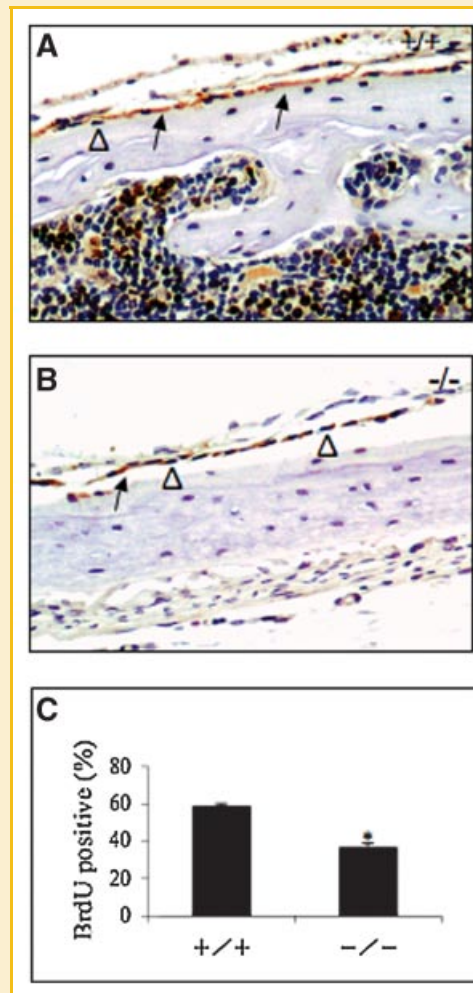 A
+/+
Δ
B
-/-
Δ
Δ
C
BrdU positive (%)
80
60
40
20
0
*
+/+
-/-